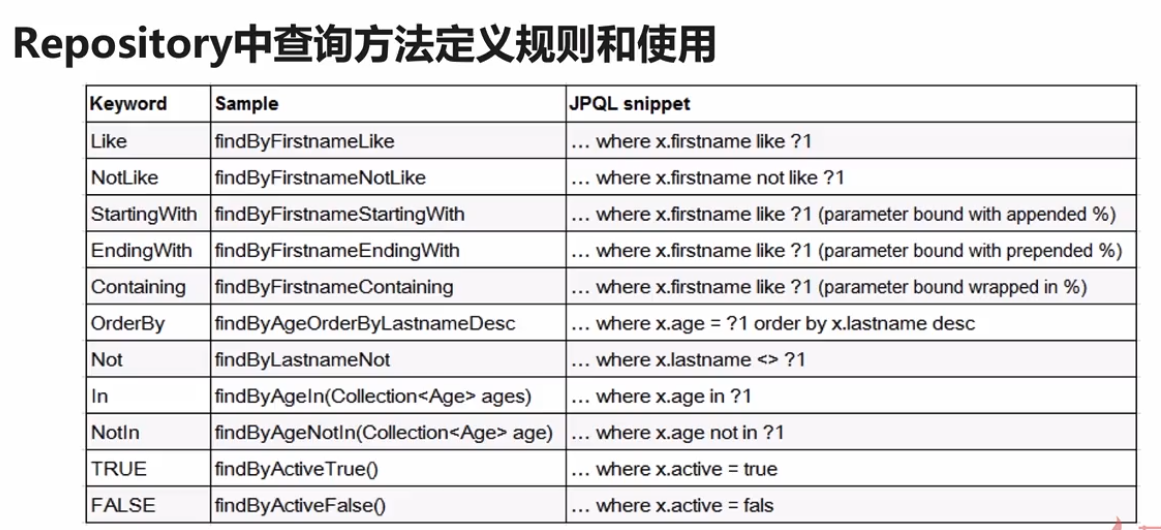 Repository中查询方法定义规则和使用
Keyword Sample JPQL snippet
Like findByFirstnameLike … where x.firstname like ?1
NotLike findByFirstnameNotLike … where x.firstname not like ?1
StartingWith findByFirstnameStartingWith … where x.firstname like ?1 (parameter bound with appended %)
EndingWith findByFirstnameEndingWith … where x.firstname like ?1 (parameter bound with prepended %)
Containing findByFirstnameContaining … where x.firstname like ?1 (parameter bound wrapped in %)
OrderBy findByAgeOrderByLastnameDesc … where x.age = ?1 order by x.lastname desc
Not findByLastnameNot … where x.lastname <> ?1
In findByAgeIn(Collection<Age> ages) … where x.age in ?1
NotIn findByAgeNotIn(Collection<Age> age) … where x.age not in ?1
TRUE findByActiveTrue() … where x.active = true
FALSE findByActiveFalse() … where x.active = fals